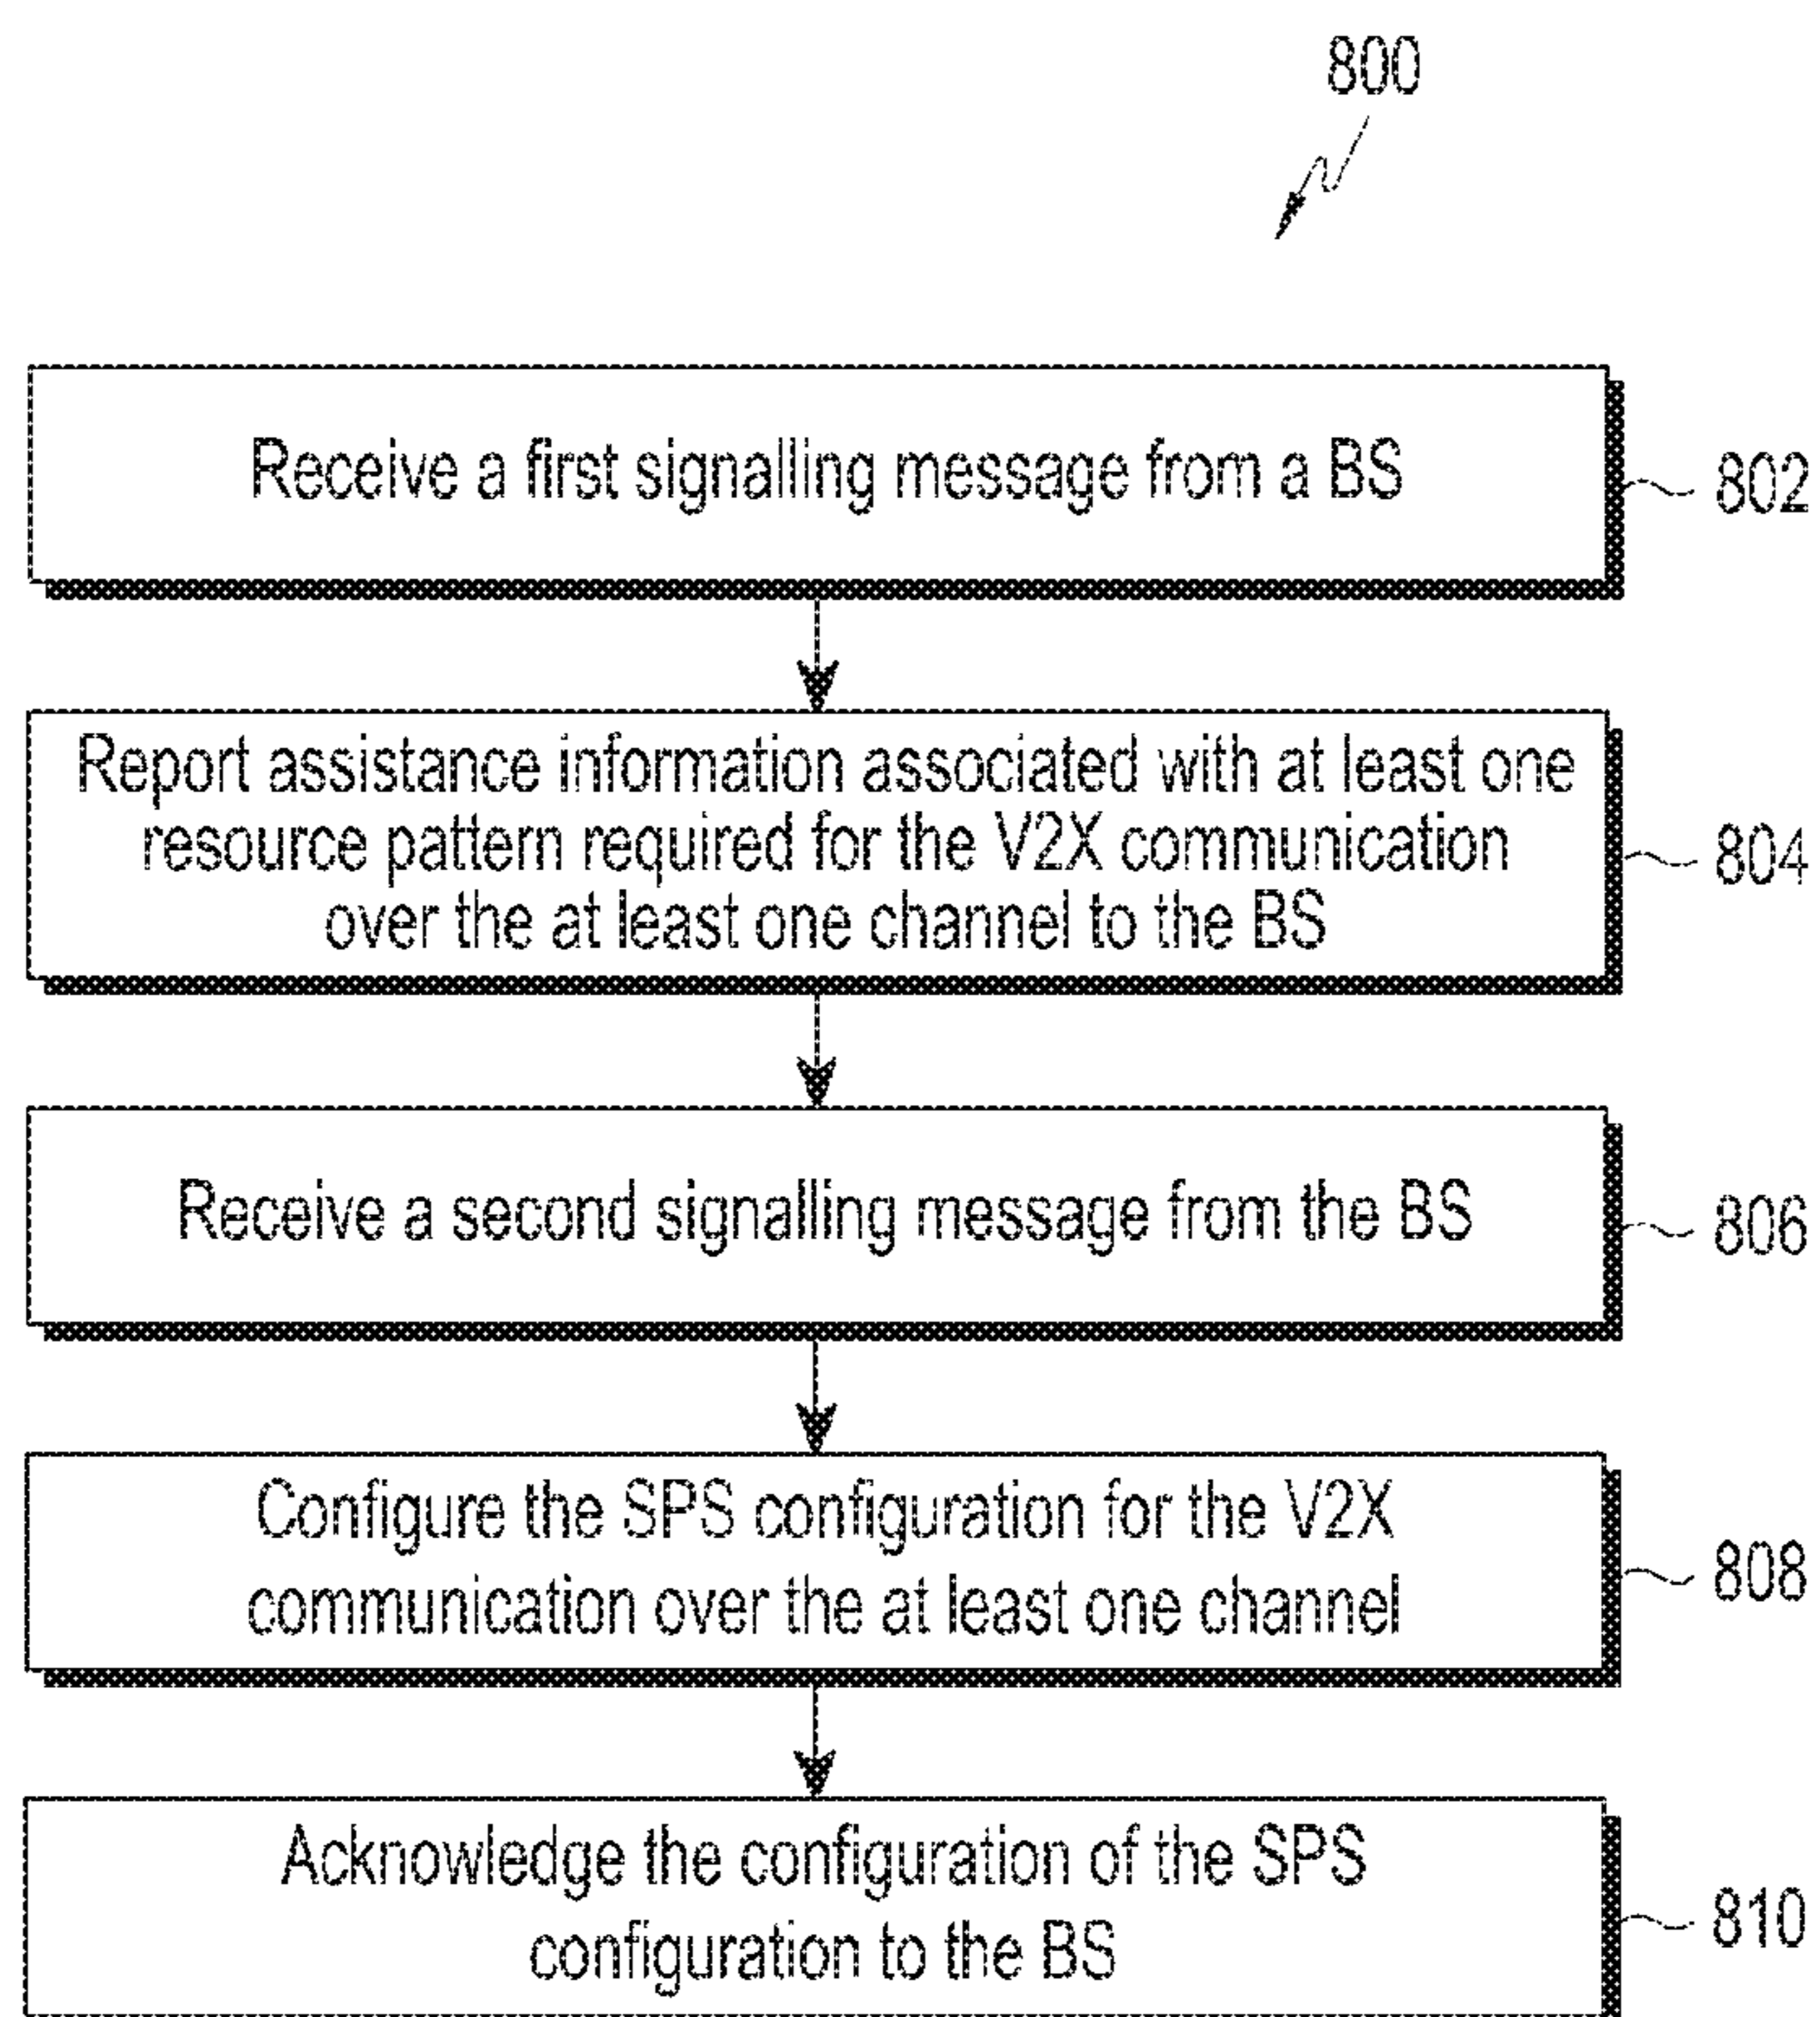 800
Receive a first signalling message from a BS
802
Report assistance information associated with at least one
resource pattern required for the V2X communication
804
over the at least one channel to the BS
Receive a second signalling message from the BS
806
Configure the SPS configuration for the V2X
808
communication over the at least one channel
Acknowledge the configuration of the SPS
810
configuration to the BS